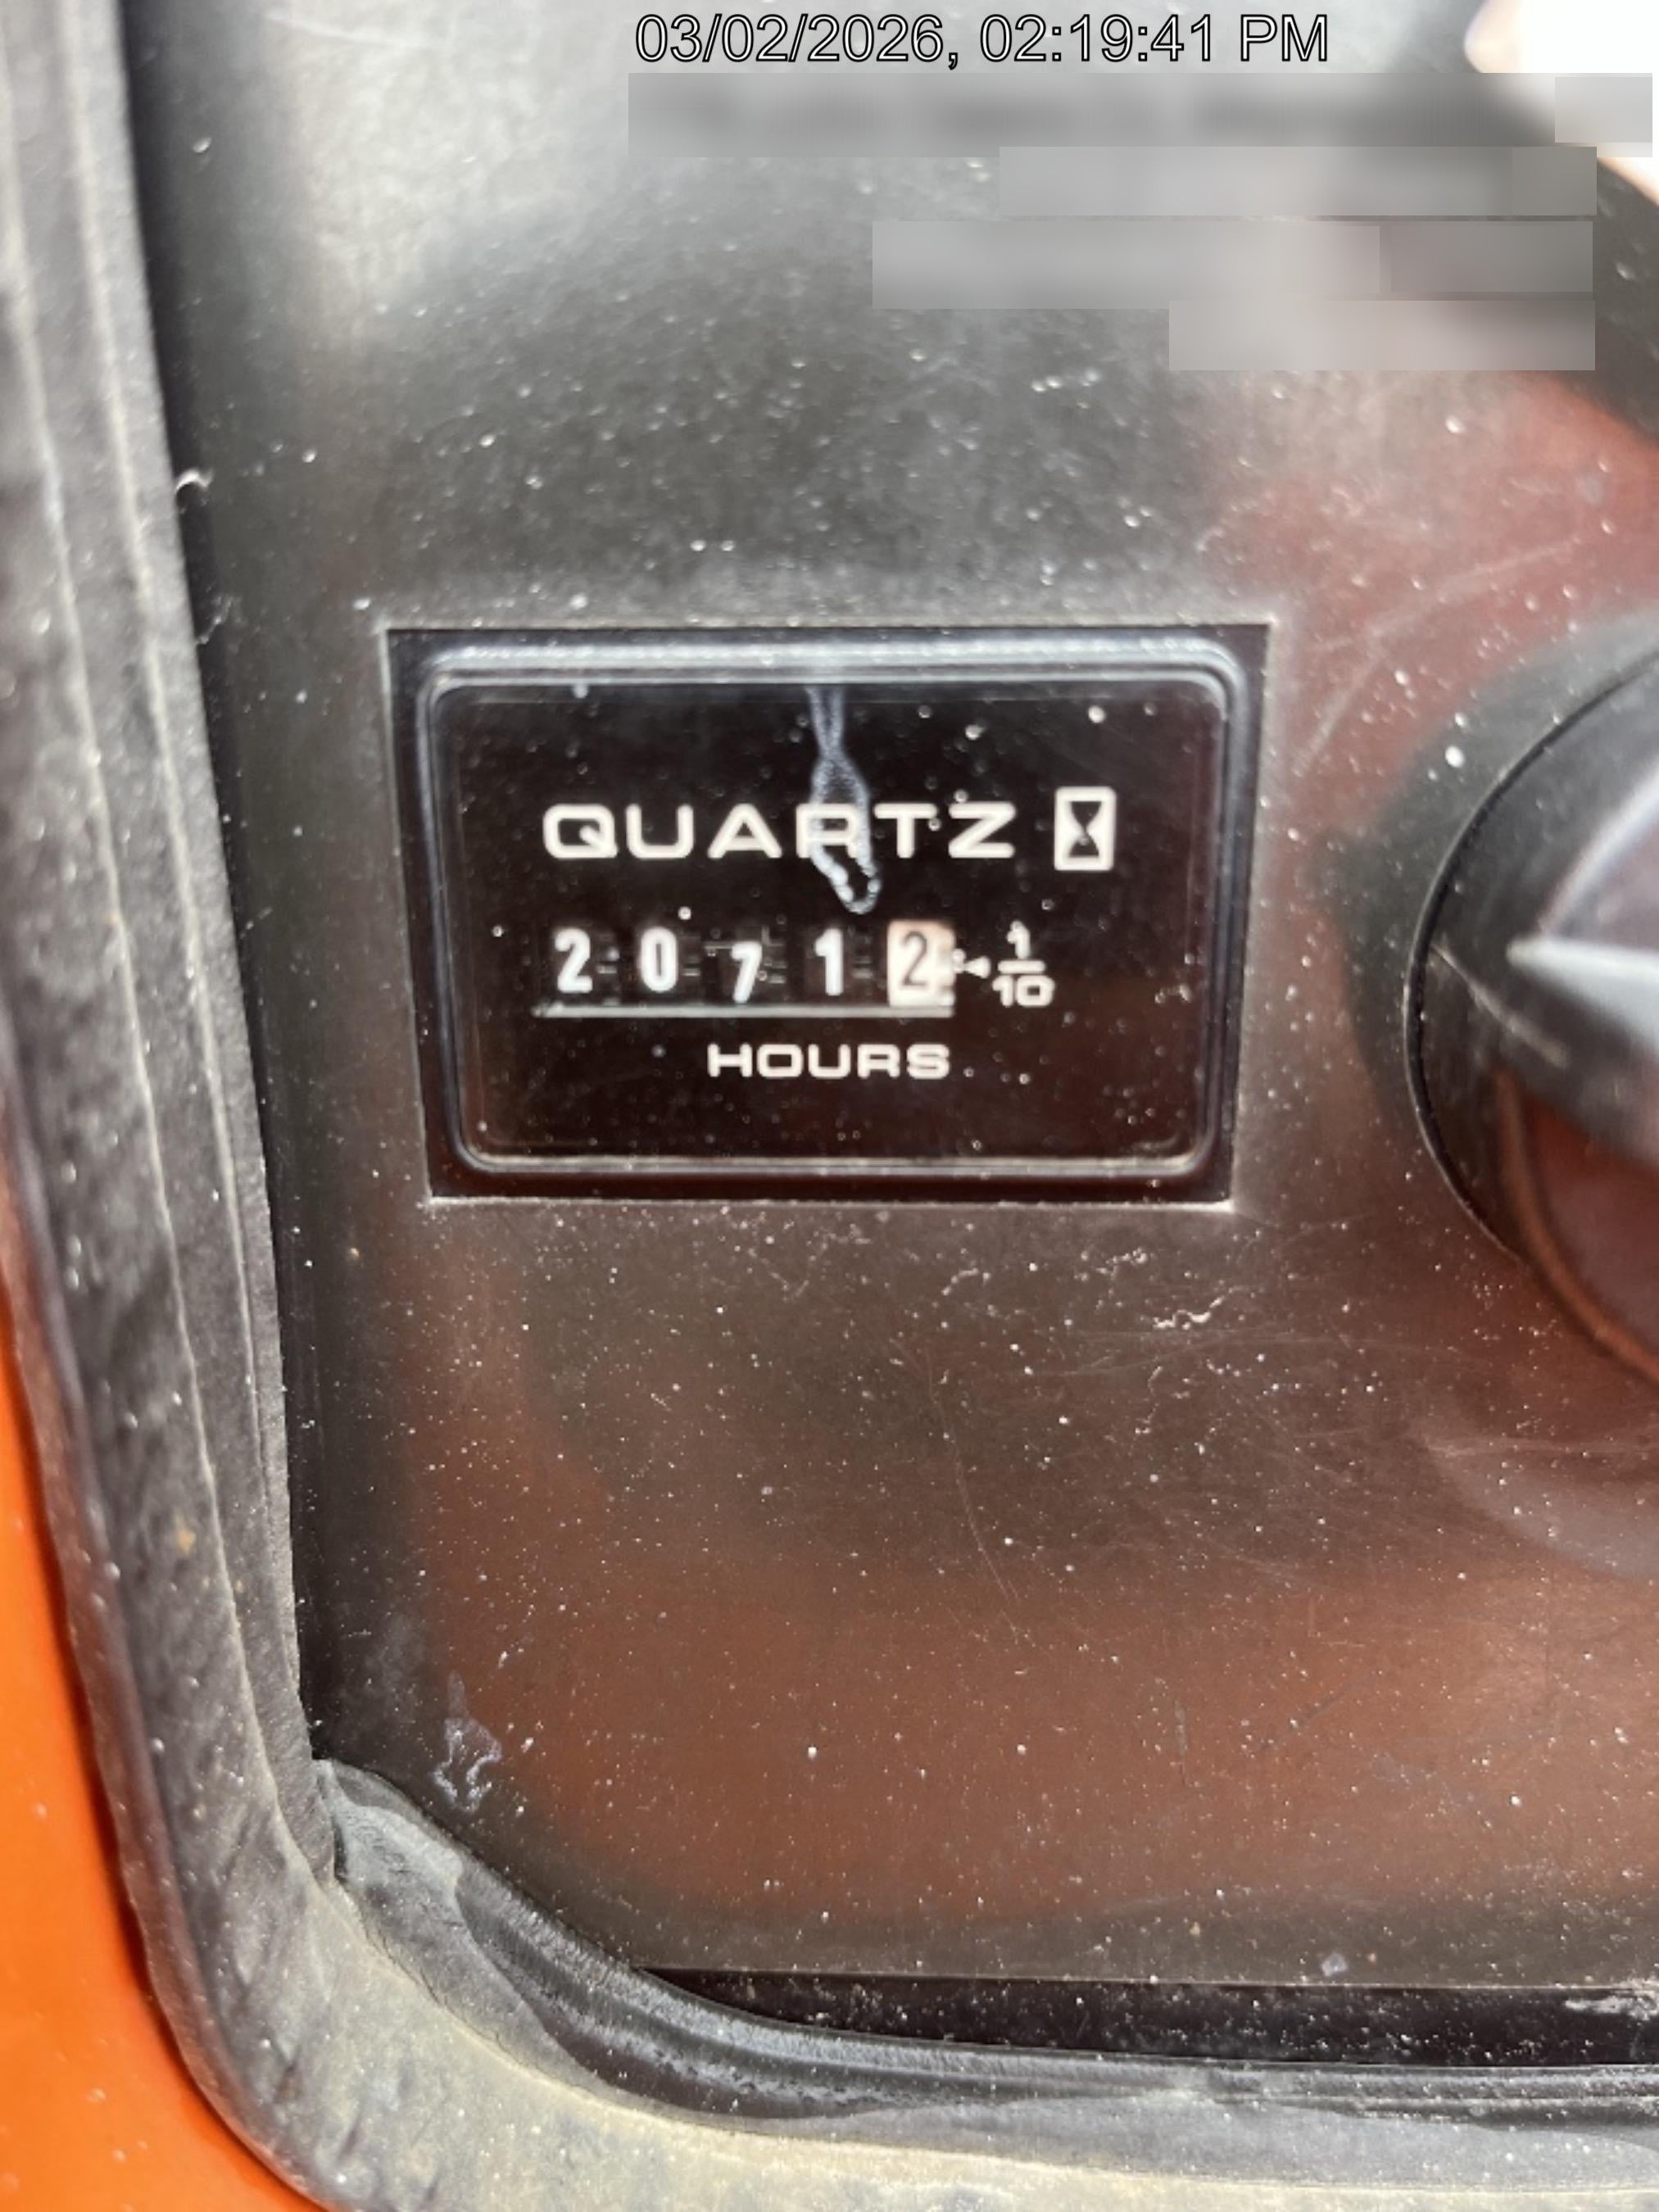 03/02/2026, 02:19:41 PM
QUARTZ
2 0 7 1 2 1/10
HOURS